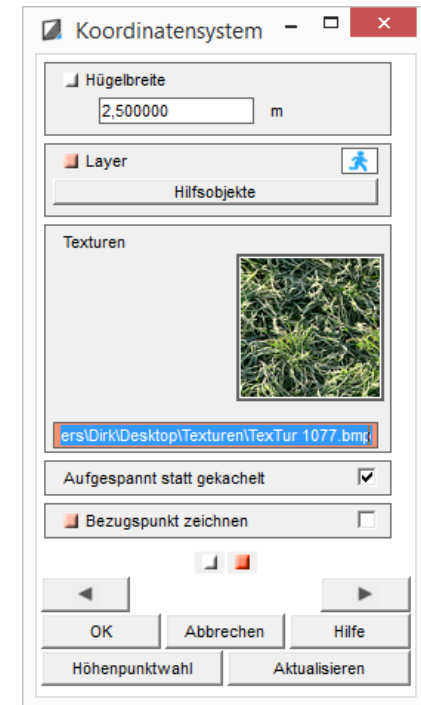 Koordinatensystem
Hügelbreite
2,500000 m
Layer
Hilfsobjekte
Texturen
ers\Dirk\Desktop\Texturen\TexTur 1077.bmp
Aufgespannt statt gekachelt
Bezugspunkt zeichnen
OK Abbrechen Hilfe
Höhenpunktwahl Aktualisieren